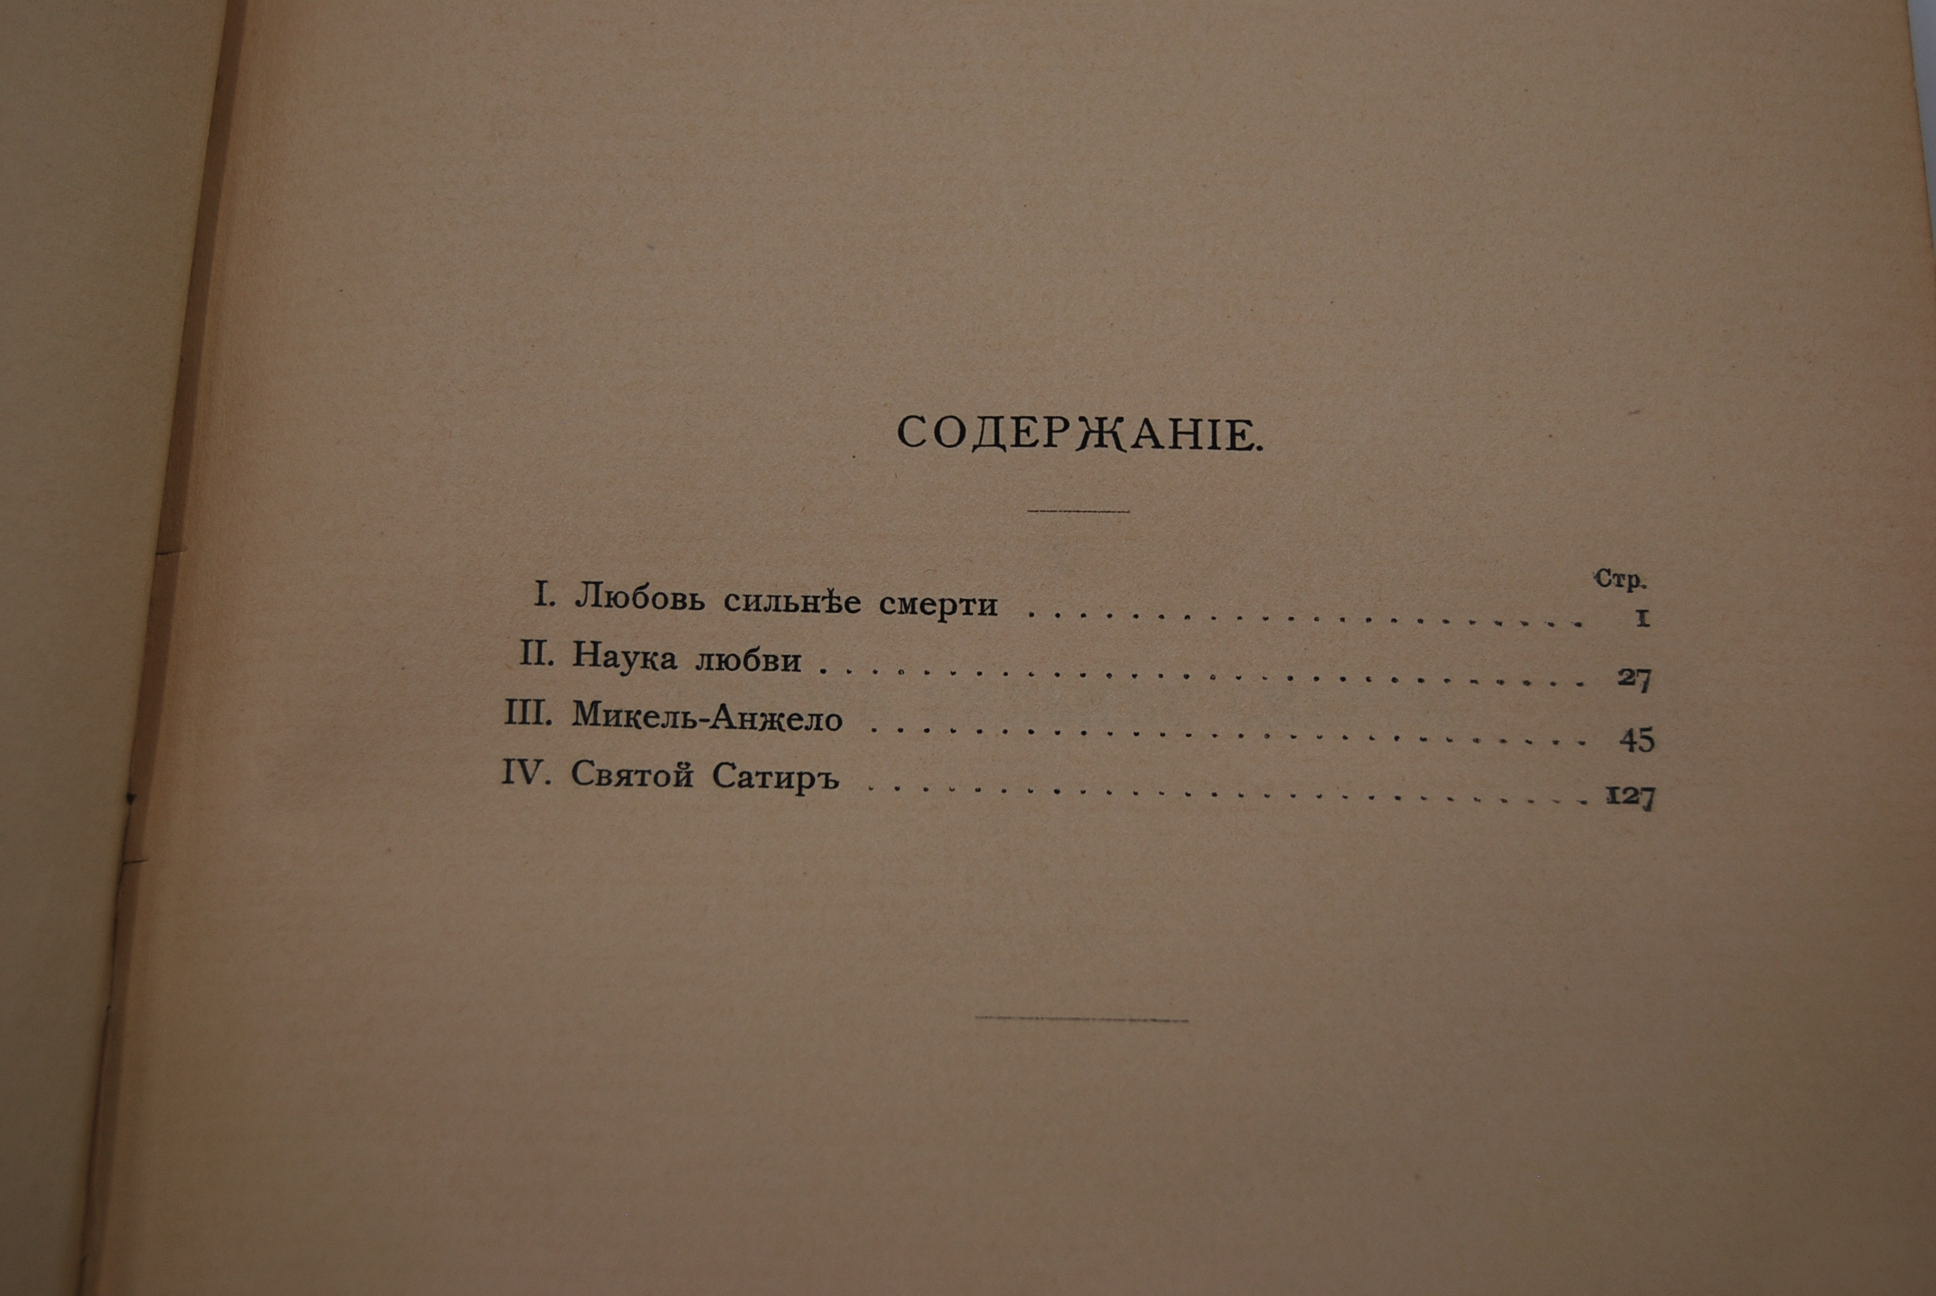 СОДЕРЖАНІЕ.
Стр.
I. Любовь сильнѣе смерти . . . . . . . . . . . . . . . . . . . . . . 1
II. Наука любви . . . . . . . . . . . . . . . . . . . . . . . . . . . . . . 27
III. Микель-Анжело . . . . . . . . . . . . . . . . . . . . . . . . . . . . 45
IV. Святой Сатиръ . . . . . . . . . . . . . . . . . . . . . . . . . . . . 127